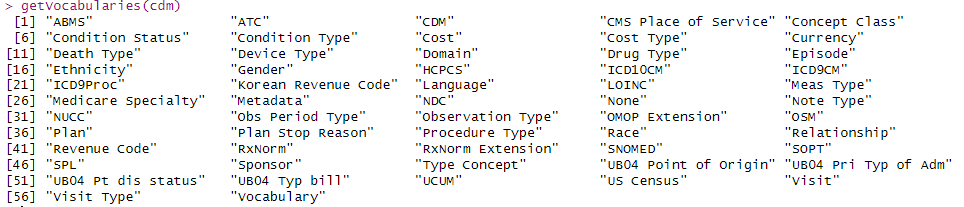 > getVocabularies(cdm)
[1] "ABMS" "ATC" "CDM" "CMS Place of Service" "Concept Class"
[6] "Condition Status" "Condition Type" "Cost" "Cost Type" "Currency"
[11] "Death Type" "Device Type" "Domain" "Drug Type" "Episode"
[16] "Ethnicity" "Gender" "HCPCS" "ICD10CM" "ICD9CM"
[21] "ICD9Proc" "Korean Revenue Code" "Language" "LOINC" "Meas Type"
[26] "Medicare Specialty" "Metadata" "NDC" "None" "Note Type"
[31] "NUCC" "Obs Period Type" "Observation Type" "OMOP Extension" "OSM"
[36] "Plan" "Plan Stop Reason" "Procedure Type" "Race" "Relationship"
[41] "Revenue Code" "RxNorm" "RxNorm Extension" "SNOMED" "SOPT"
[46] "SPL" "Sponsor" "Type Concept" "UB04 Point of Origin" "UB04 Pri Typ of Adm"
[51] "UB04 Pt dis status" "UB04 Typ bill" "UCUM" "US Census" "Visit"
[56] "Visit Type" "Vocabulary"